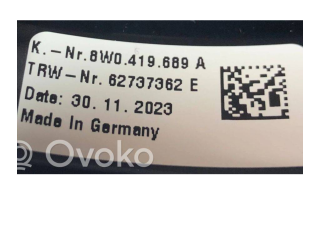 K.-Nr.8W0.419.689 A
TRW-Nr. 62737362 E
Date: 30. 11. 2023
Made In Germany
Ovoko